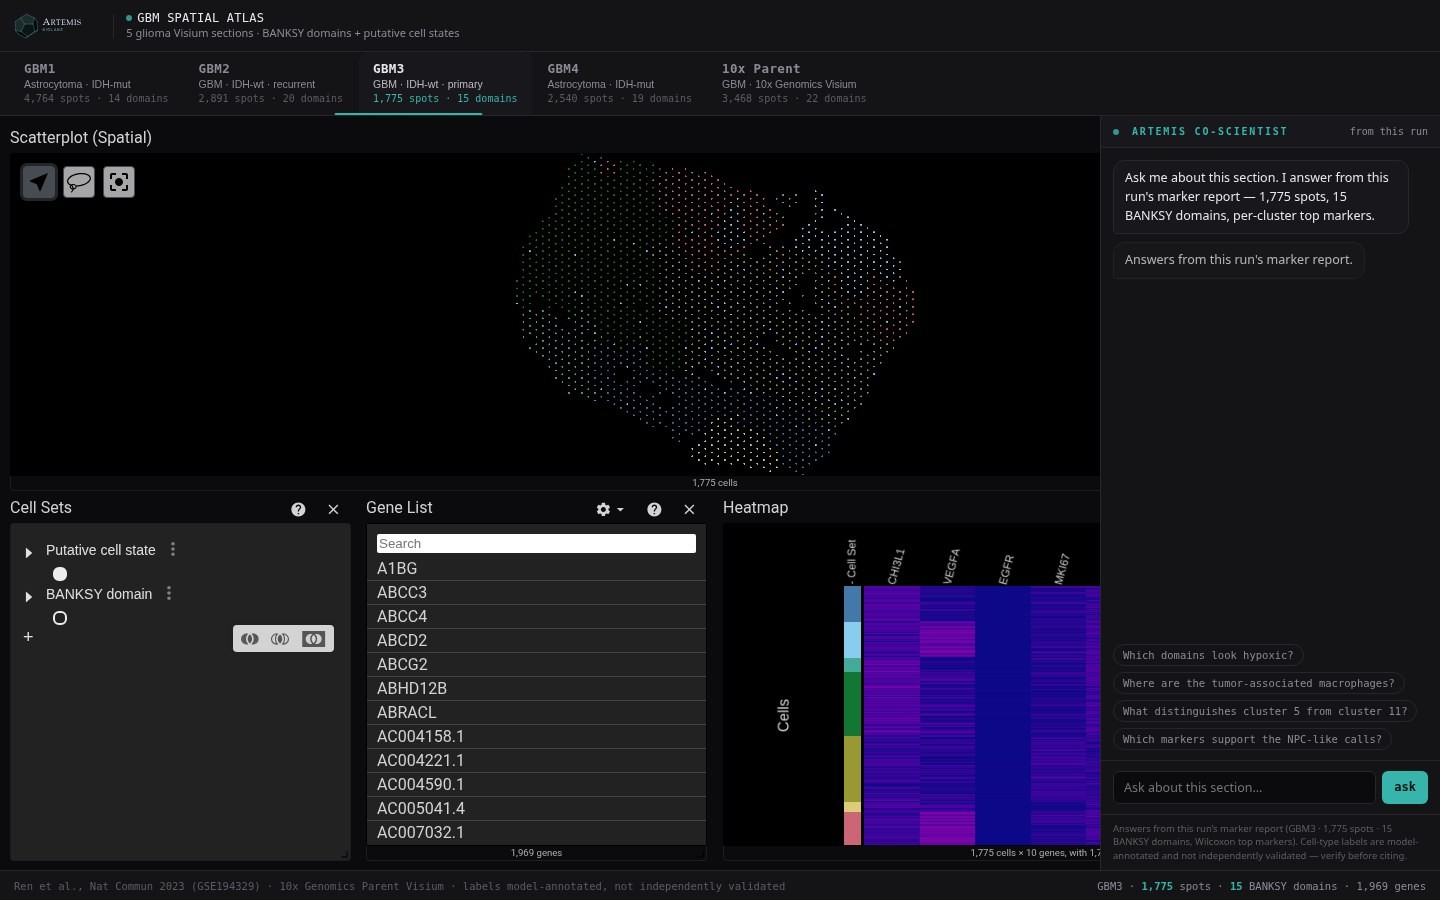 ARTEMIS
GBM SPATIAL ATLAS
5 glioma Visium sections · BANKSY domains + putative cell states
GBM1
Astrocytoma · IDH-mut
4,764 spots · 14 domains
GBM2
GBM · IDH-wt · recurrent
2,891 spots · 20 domains
GBM3
GBM · IDH-wt · primary
1,775 spots · 15 domains
GBM4
Astrocytoma · IDH-mut
2,540 spots · 19 domains
10x Parent
GBM · 10x Genomics Visium
3,468 spots · 22 domains
Scatterplot (Spatial)
1,775 cells
Cell Sets
Putative cell state
BANKSY domain
+
Gene List
Search
A1BG
ABCC3
ABCC4
ABCD2
ABCG2
ABHD12B
ABRACL
AC004158.1
AC004221.1
AC004590.1
AC005041.4
AC007032.1
1,969 genes
Heatmap
- Cell Set
CHI3L1
VEGFA
EGFR
MKI67
Cells
1,775 cells × 10 genes, with 1,7
ARTEMIS CO-SCIENTIST
from this run
Ask me about this section. I answer from this
run's marker report — 1,775 spots, 15
BANKSY domains, per-cluster top markers.
Answers from this run's marker report.
Which domains look hypoxic?
Where are the tumor-associated macrophages?
What distinguishes cluster 5 from cluster 11?
Which markers support the NPC-like calls?
Ask about this section...
ask
Answers from this run's marker report (GBM3 · 1,775 spots · 15
BANKSY domains, Wilcoxon top markers). Cell-type labels are model-
annotated and not independently validated — verify before citing.
Ren et al., Nat Commun 2023 (GSE194329) · 10x Genomics Parent Visium · labels model-annotated, not independently validated
GBM3 · 1,775 spots · 15 BANKSY domains · 1,969 genes